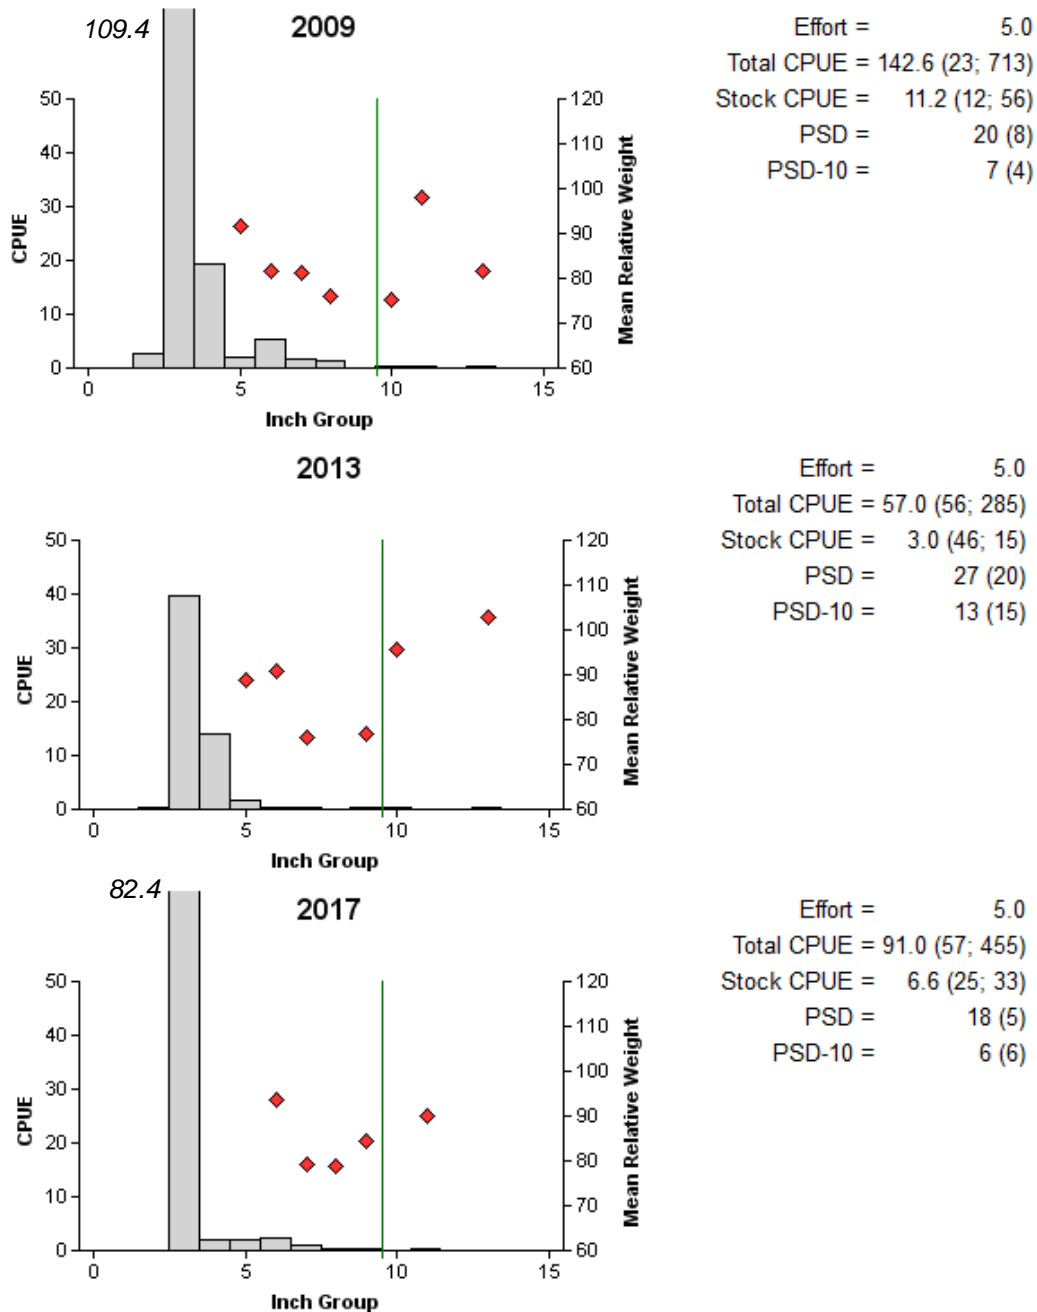 109.4
2009
Effort = 5.0
Total CPUE = 142.6 (23; 713)
Stock CPUE = 11.2 (12; 56)
PSD = 20 (8)
PSD-10 = 7 (4)
50
40
30
20
10
0
CPUE
120
110
100
90
80
70
60
Mean Relative Weight
0 5 10 15
Inch Group
2013
Effort = 5.0
Total CPUE = 57.0 (56; 285)
Stock CPUE = 3.0 (46; 15)
PSD = 27 (20)
PSD-10 = 13 (15)
50
40
30
20
10
0
CPUE
120
110
100
90
80
70
60
Mean Relative Weight
0 5 10 15
Inch Group
82.4
2017
Effort = 5.0
Total CPUE = 91.0 (57; 455)
Stock CPUE = 6.6 (25; 33)
PSD = 18 (5)
PSD-10 = 6 (6)
50
40
30
20
10
0
CPUE
120
110
100
90
80
70
60
Mean Relative Weight
0 5 10 15
Inch Group